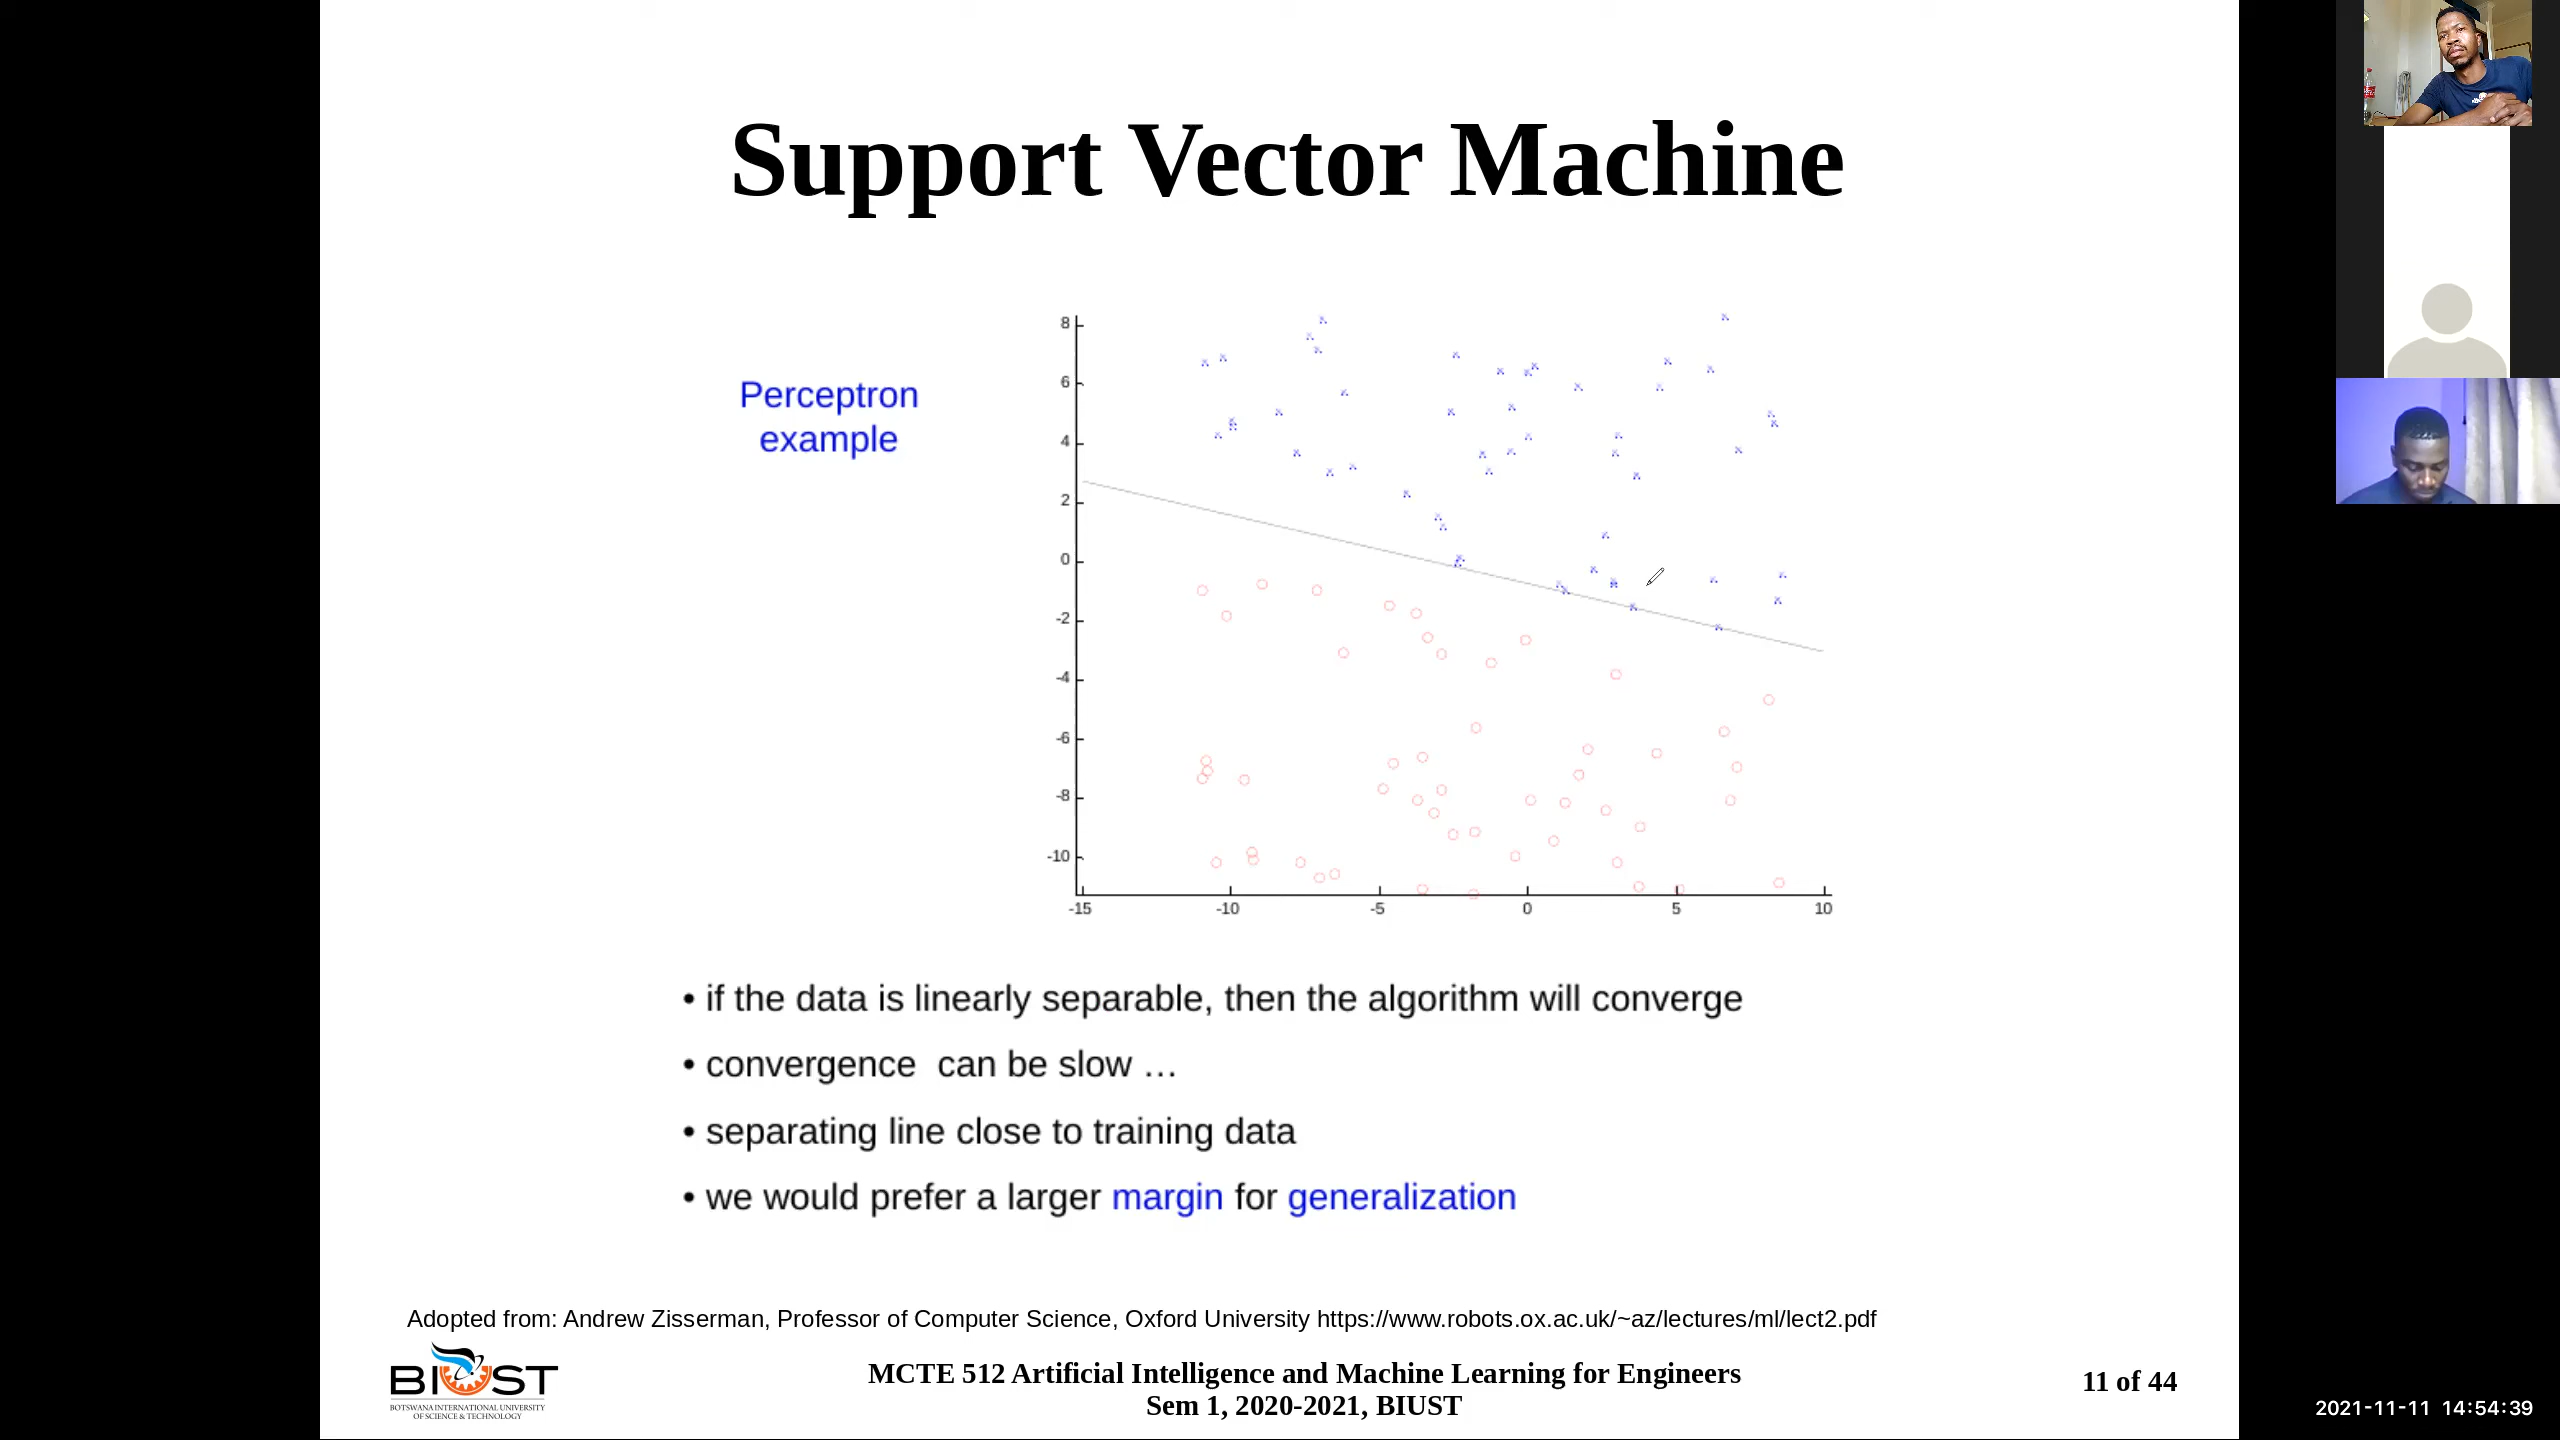 Support Vector Machine
Perceptron
example
8
6
4
2
0
-2
-4
-6
-8
-10
-15 -10 -5 0 5 10
• if the data is linearly separable, then the algorithm will converge
• convergence can be slow …
• separating line close to training data
• we would prefer a larger margin for generalization
Adopted from: Andrew Zisserman, Professor of Computer Science, Oxford University https://www.robots.ox.ac.uk/~az/lectures/ml/lect2.pdf
BIUST
BOTSWANA INTERNATIONAL UNIVERSITY
OF SCIENCE & TECHNOLOGY
MCTE 512 Artificial Intelligence and Machine Learning for Engineers
Sem 1, 2020-2021, BIUST
11 of 44
2021-11-11 14:54:39